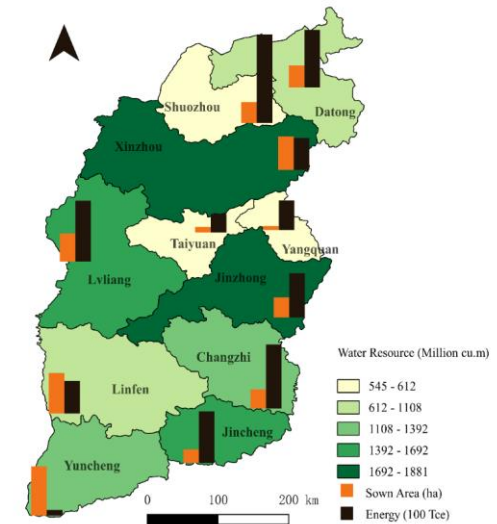 Shuozhou
Datong
Xinzhou
Taiyuan
Yangquan
Lvliang
Jinzhong
Changzhi
Linfen
Jincheng
Yuncheng
Water Resource (Million cu.m)
545 - 612
612 - 1108
1108 - 1392
1392 - 1692
1692 - 1881
Sown Area (ha)
Energy (100 Tce)
0 100 200 km